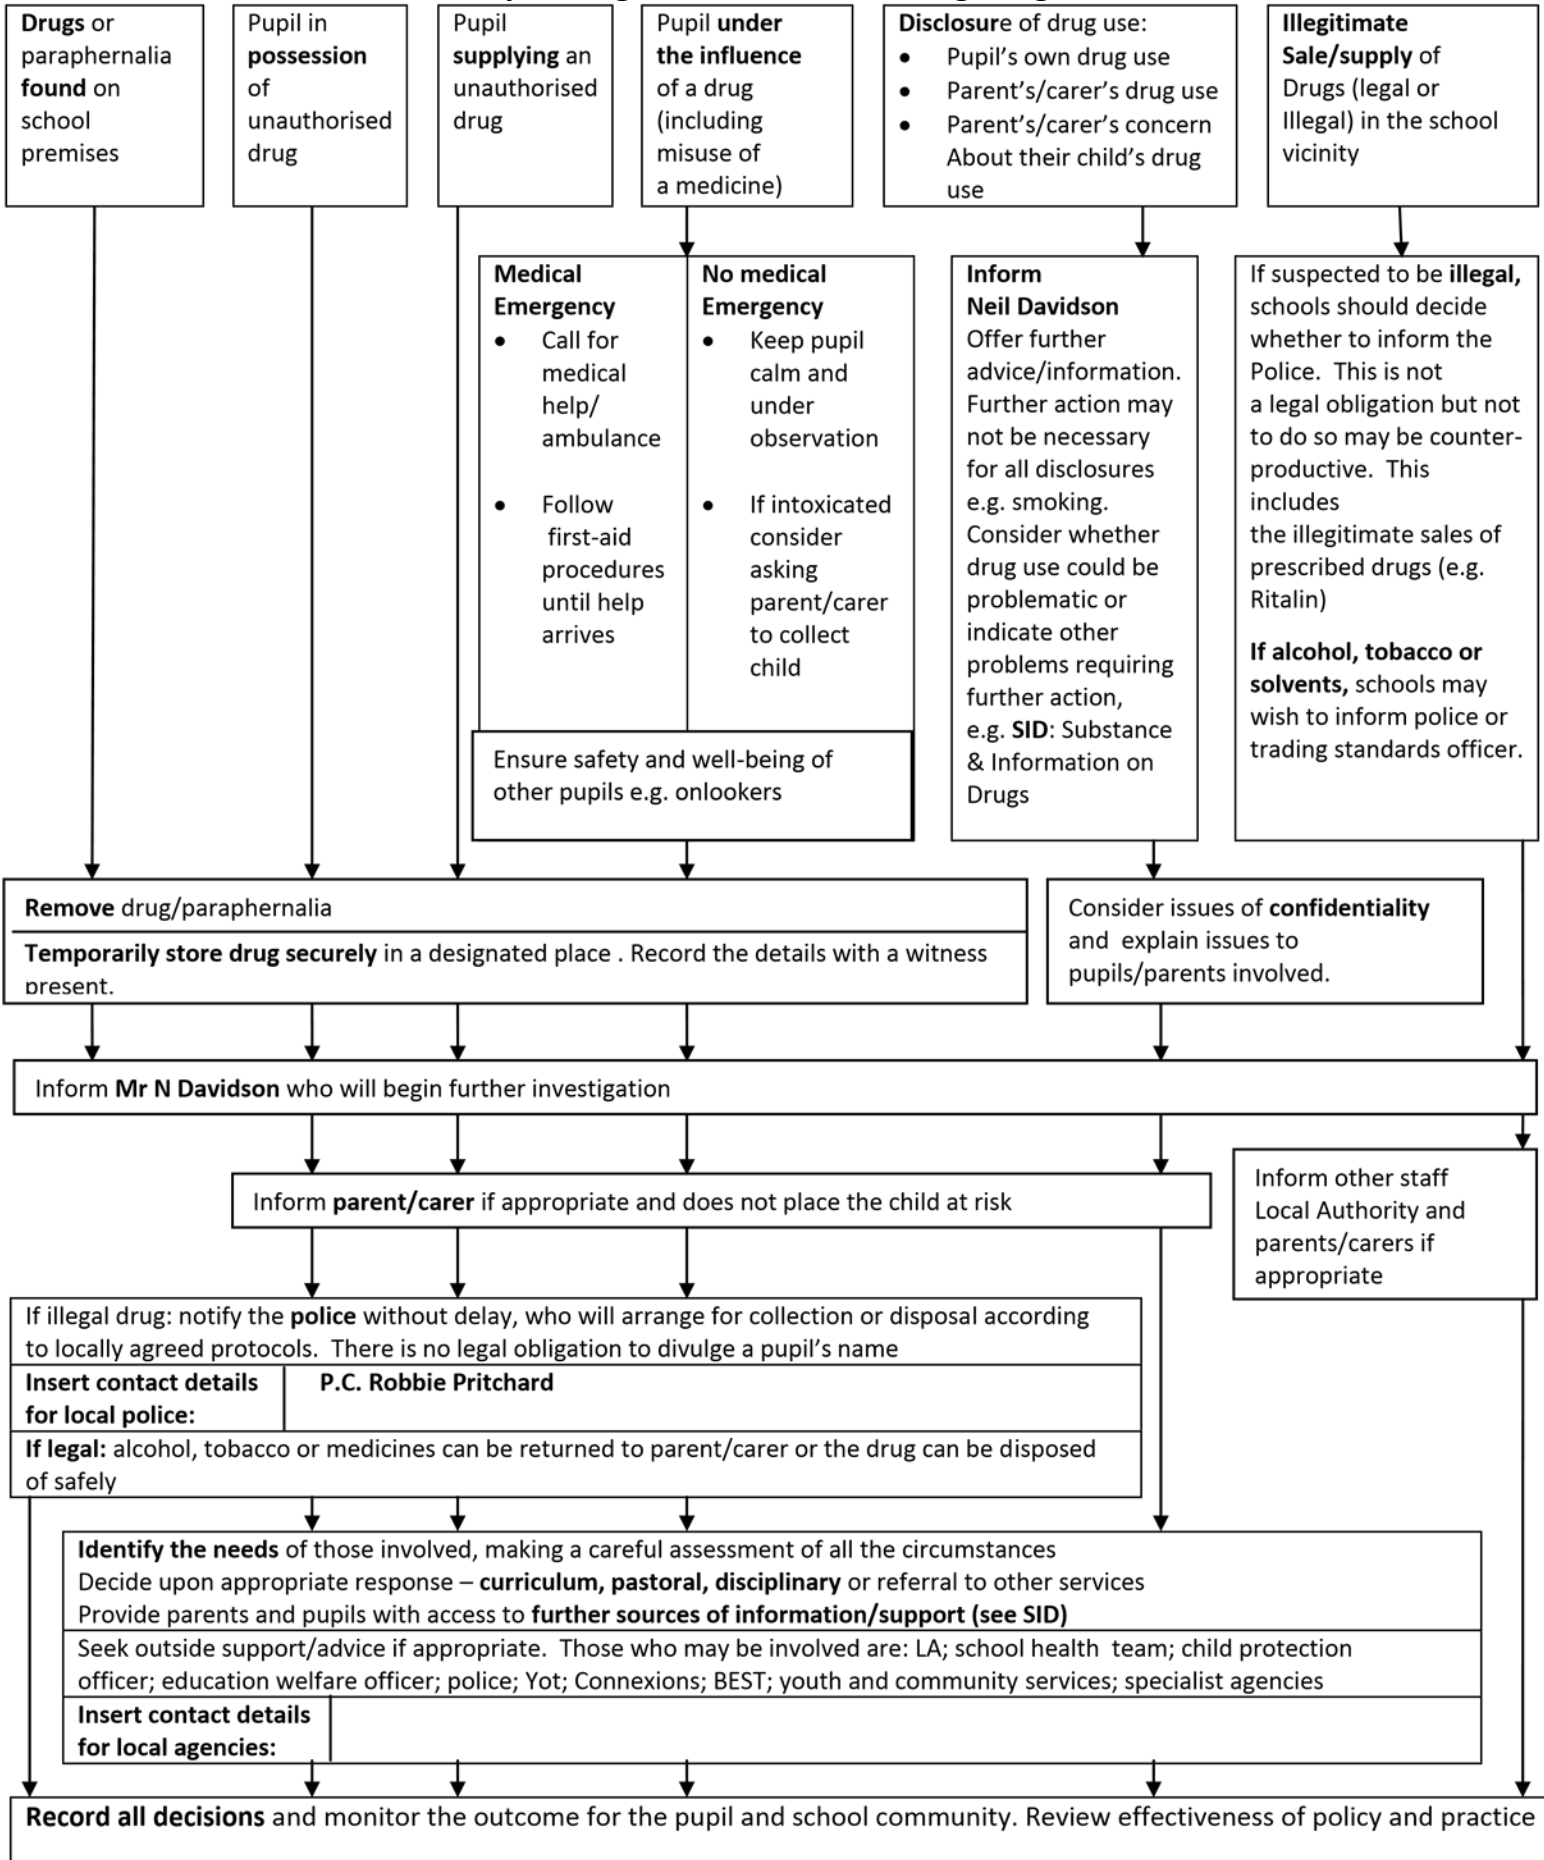 Drugs or
paraphernalia
found on
school
premises
Pupil in
possession
of
unauthorised
drug
Pupil
supplying an
unauthorised
drug
Pupil under
the influence
of a drug
(including
misuse of
a medicine)
Disclosure of drug use:
• Pupil’s own drug use
• Parent’s/carer’s drug use
• Parent’s/carer’s concern
About their child’s drug
use
Illegitimate
Sale/supply of
Drugs (legal or
Illegal) in the school
vicinity
Medical
Emergency
• Call for
medical
help/
ambulance
• Follow
first-aid
procedures
until help
arrives
No medical
Emergency
• Keep pupil
calm and
under
observation
• If intoxicated
consider
asking
parent/carer
to collect
child
Ensure safety and well-being of
other pupils e.g. onlookers
Inform
Neil Davidson
Offer further
advice/information.
Further action may
not be necessary
for all disclosures
e.g. smoking.
Consider whether
drug use could be
problematic or
indicate other
problems requiring
further action,
e.g. SID: Substance
& Information on
Drugs
If suspected to be illegal,
schools should decide
whether to inform the
Police. This is not
a legal obligation but not
to do so may be counter-
productive. This
includes
the illegitimate sales of
prescribed drugs (e.g.
Ritalin)
If alcohol, tobacco or
solvents, schools may
wish to inform police or
trading standards officer.
Remove drug/paraphernalia
Temporarily store drug securely in a designated place . Record the details with a witness
present.
Consider issues of confidentiality
and explain issues to
pupils/parents involved.
Inform Mr N Davidson who will begin further investigation
Inform parent/carer if appropriate and does not place the child at risk
Inform other staff
Local Authority and
parents/carers if
appropriate
If illegal drug: notify the police without delay, who will arrange for collection or disposal according
to locally agreed protocols. There is no legal obligation to divulge a pupil’s name
Insert contact details
for local police:
P.C. Robbie Pritchard
If legal: alcohol, tobacco or medicines can be returned to parent/carer or the drug can be disposed
of safely
Identify the needs of those involved, making a careful assessment of all the circumstances
Decide upon appropriate response – curriculum, pastoral, disciplinary or referral to other services
Provide parents and pupils with access to further sources of information/support (see SID)
Seek outside support/advice if appropriate. Those who may be involved are: LA; school health team; child protection
officer; education welfare officer; police; Yot; Connexions; BEST; youth and community services; specialist agencies
Insert contact details
for local agencies:
Record all decisions and monitor the outcome for the pupil and school community. Review effectiveness of policy and practice